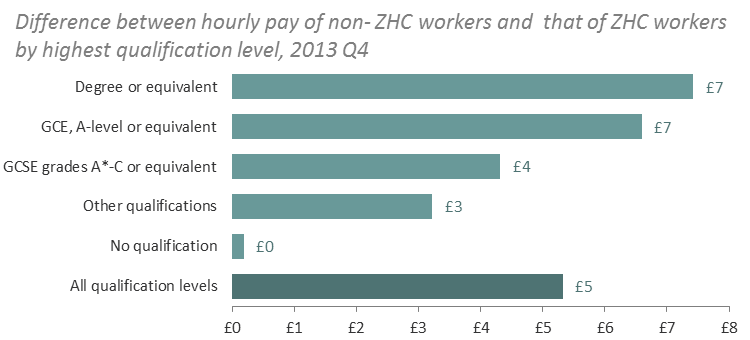 Difference between hourly pay of non- ZHC workers and that of ZHC workers
by highest qualification level, 2013 Q4
Degree or equivalent £7
GCE, A-level or equivalent £7
GCSE grades A*-C or equivalent £4
Other qualifications £3
No qualification £0
All qualification levels £5
£0 £1 £2 £3 £4 £5 £6 £7 £8